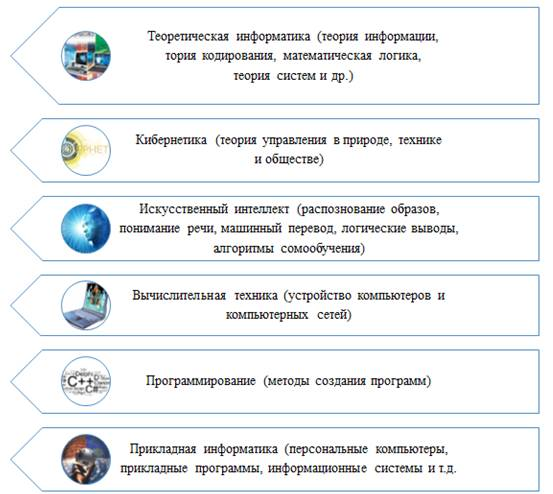 Теоретическая информатика (теория информации,
тория кодирования, математическая логика,
теория систем и др.)
Кибернетика (теория управления в природе, технике
и обществе)
Искусственный интеллект (распознование образов,
понимание речи, машинный перевод, логические выводы,
алгоритмы сомообучения)
Вычислительная техника (устройство компьютеров и
компьютерных сетей)
Delphi
C++
C#
Программирование (методы создания программ)
Прикладная информатика (персональные компьютеры,
прикладные программы, информационные системы и т.д.